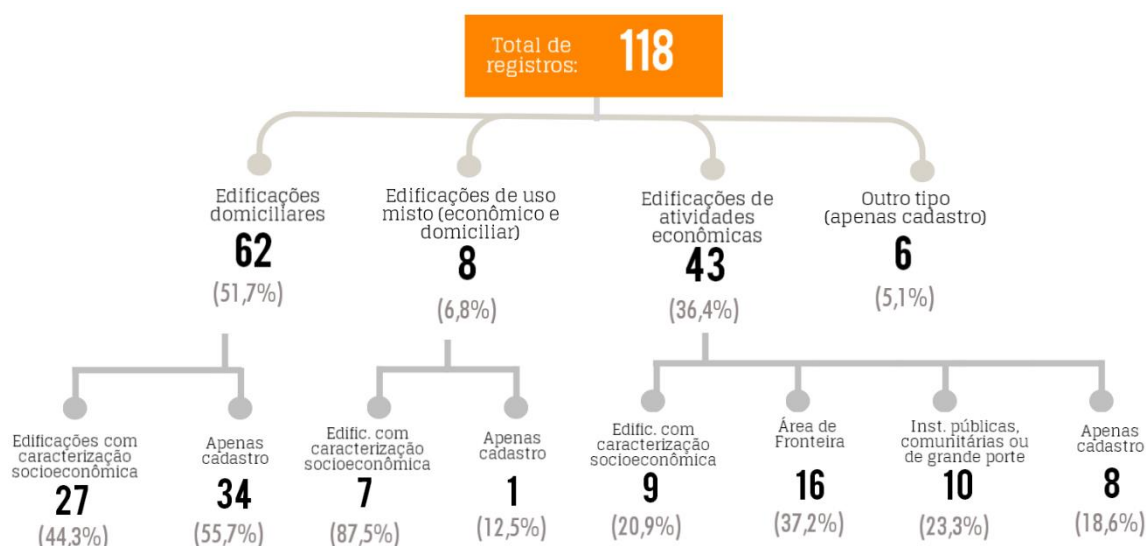 Total de
registros:
118
Edificações
domiciliares
62
(51,7%)
Edificações de uso
misto (econômico e
domiciliar)
8
(6,8%)
Edificações de
atividades
econômicas
43
(36,4%)
Outro tipo
(apenas cadastro)
6
(5,1%)
Edificações com
caracterização
socioeconômica
27
(44,3%)
Apenas
cadastro
34
(55,7%)
Edific. com
caracterização
socioeconômica
7
(87,5%)
Apenas
cadastro
1
(12,5%)
Edific. com
caracterização
socioeconômica
9
(20,9%)
Área de
Fronteira
16
(37,2%)
Inst. públicas,
comunitárias ou
de grande porte
10
(23,3%)
Apenas
cadastro
8
(18,6%)